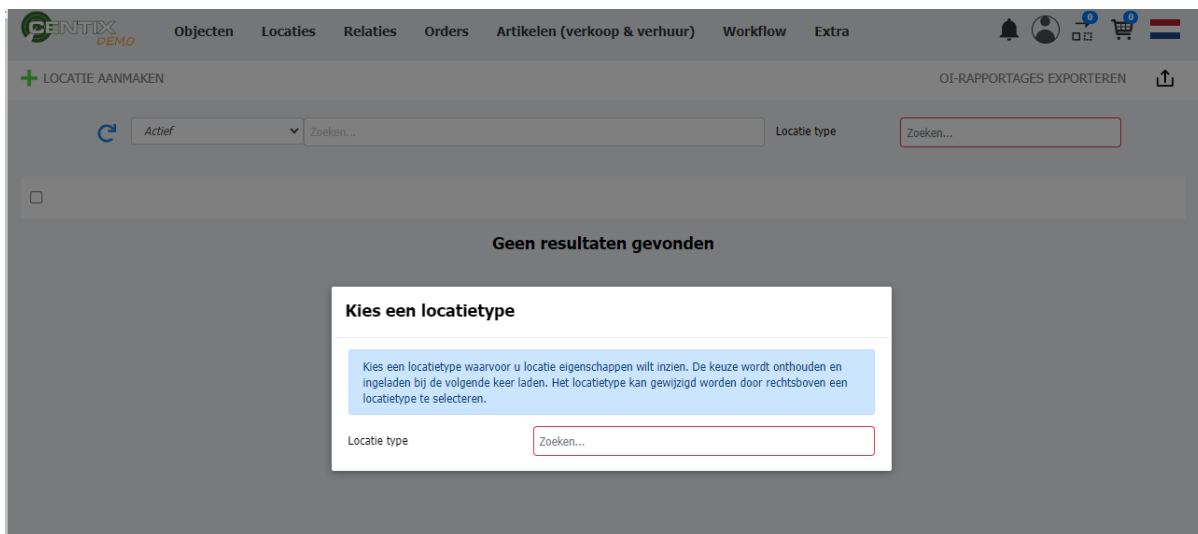 CENTIX
DEMO
Objecten Locaties Relaties Orders Artikelen (verkoop & verhuur) Workflow Extra 0 0
LOCATIE AANMAKEN OI-RAPPORTAGES EXPORTEREN
Actief Zoeken... Locatie type Zoeken...
Geen resultaten gevonden
Kies een locatietype
Kies een locatietype waarvoor u locatie eigenschappen wilt inzien. De keuze wordt onthouden en
ingeladen bij de volgende keer laden. Het locatietype kan gewijzigd worden door rechtsboven een
locatietype te selecteren.
Locatie type Zoeken...